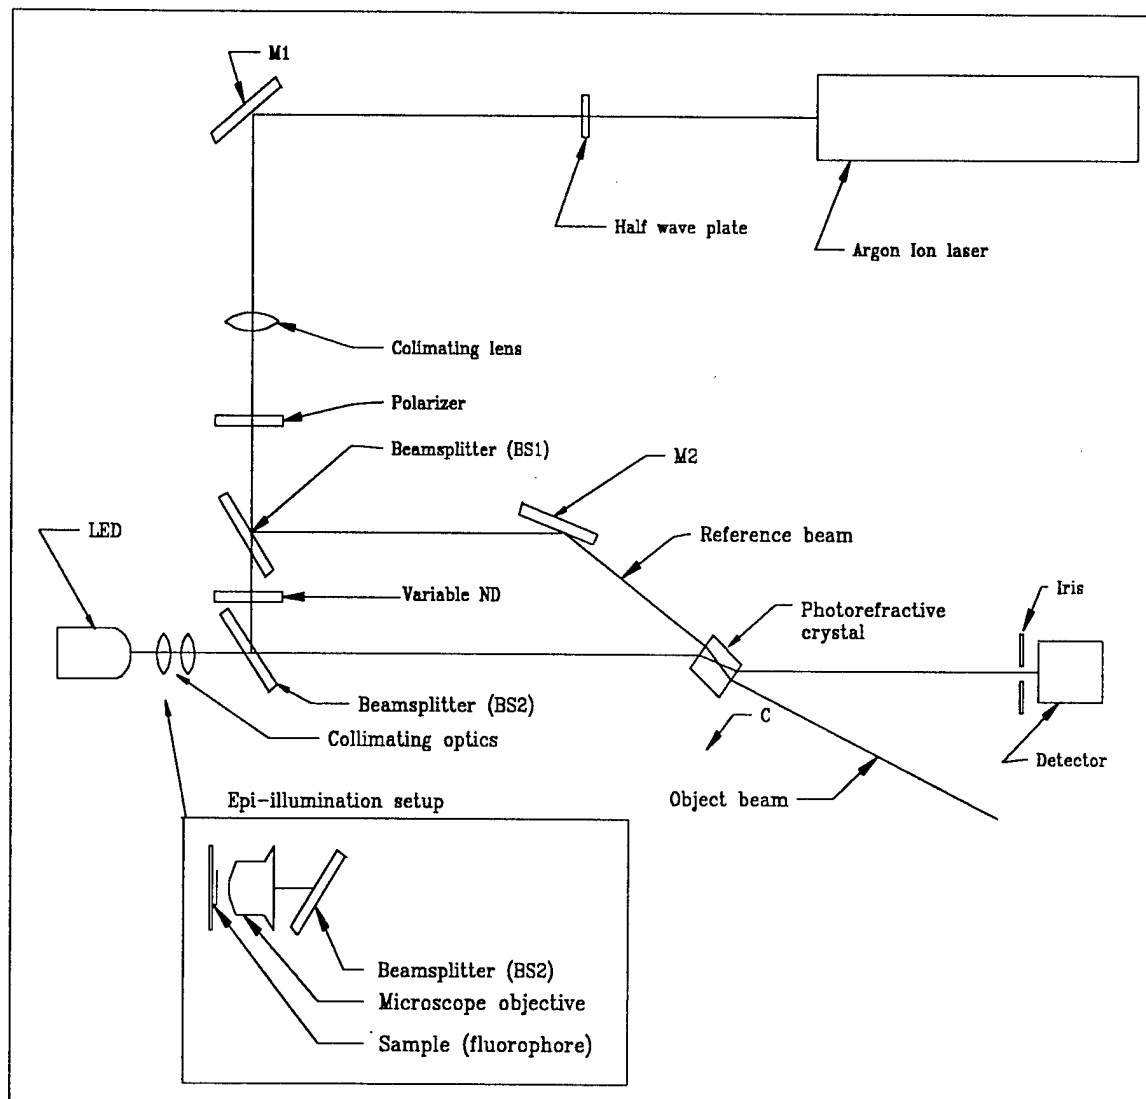 M1
Half wave plate
Argon Ion laser
Colimating lens
Polarizer
Beamsplitter (BS1)
M2
LED
Reference beam
Variable ND
Photorefractive
crystal
Iris
Beamsplitter (BS2)
Collimating optics
C
Detector
Object beam
Epi-illumination setup
Beamsplitter (BS2)
Microscope objective
Sample (fluorophore)